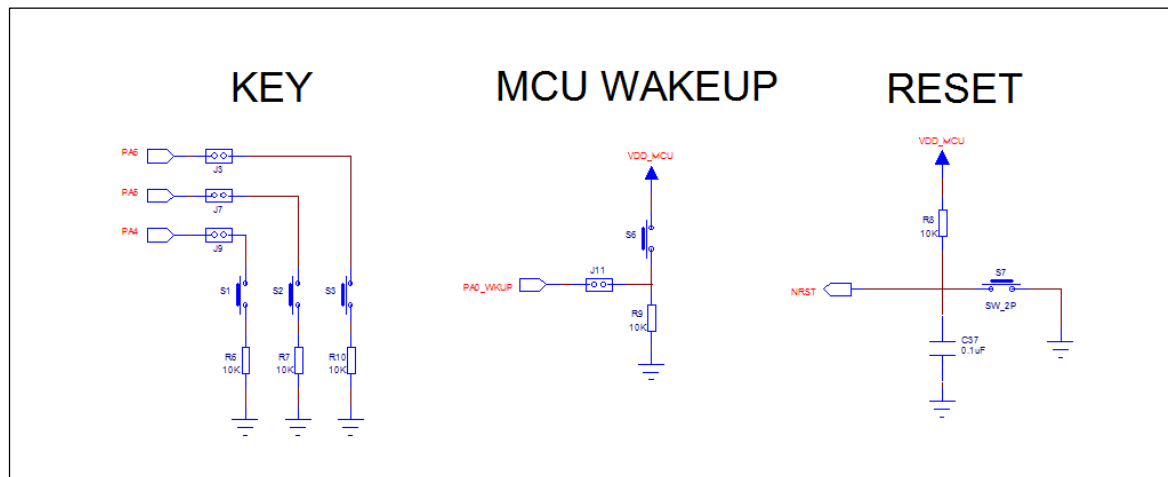 KEY
MCU WAKEUP
RESET
PA6
J3
PA5
J7
PA4
J9
S1
S2
S3
R6
10K
R7
10K
R10
10K
VDD_MCU
S6
PA0_WKUP
J11
R9
10K
VDD_MCU
R8
10K
NRST
S7
SW_2P
C37
0.1uF